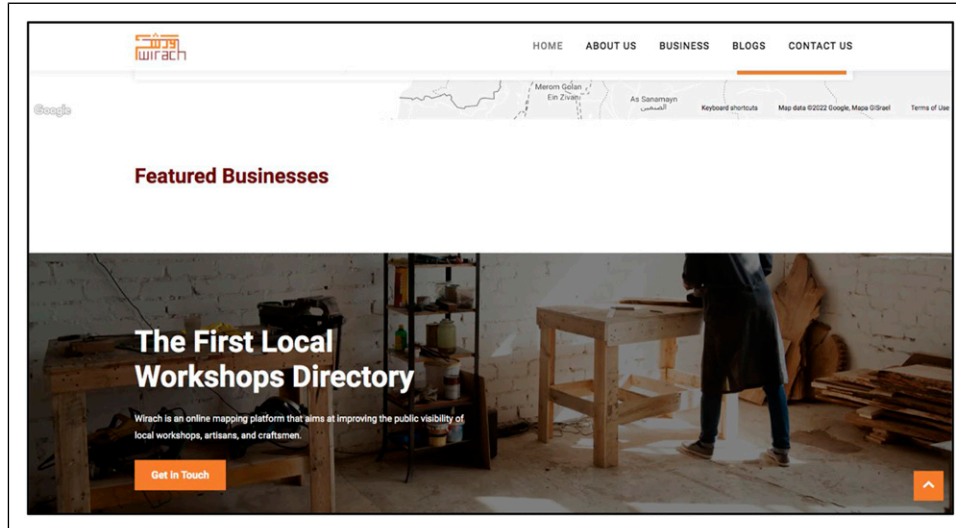 ورش
wirach
HOME ABOUT US BUSINESS BLOGS CONTACT US
Merom Golan
Ein Zivan
As Sanamayn
الصنمين
Google
Keyboard shortcuts Map data ©2022 Google, Mapa GISrael Terms of Use
Featured Businesses
The First Local
Workshops Directory
Wirach is an online mapping platform that aims at improving the public visibility of
local workshops, artisans, and craftsmen.
Get in Touch